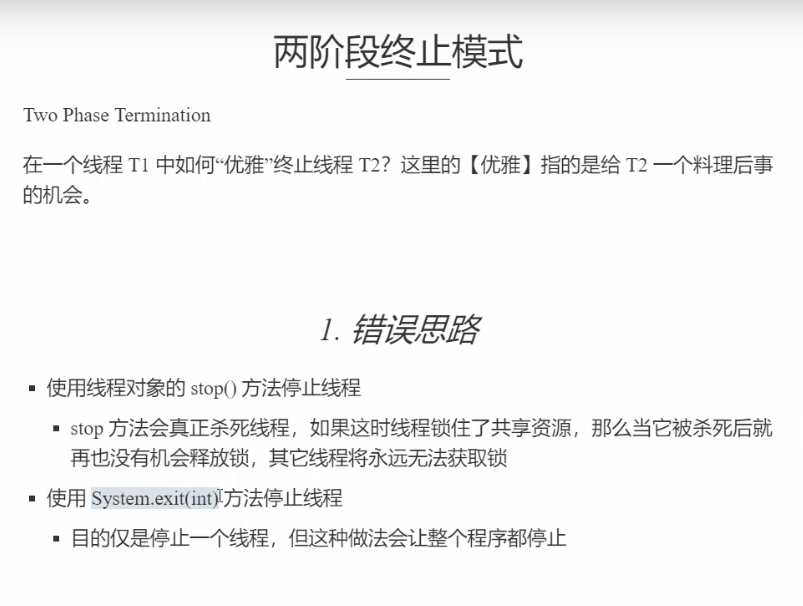 两阶段终止模式
Two Phase Termination
在一个线程 T1 中如何“优雅”终止线程 T2？这里的【优雅】指的是给 T2 一个料理后事
的机会。
1. 错误思路
▪ 使用线程对象的 stop() 方法停止线程
▪ stop 方法会真正杀死线程，如果这时线程锁住了共享资源，那么当它被杀死后就
再也没有机会释放锁，其它线程将永远无法获取锁
▪ 使用 System.exit(int) 方法停止线程
▪ 目的仅是停止一个线程，但这种做法会让整个程序都停止